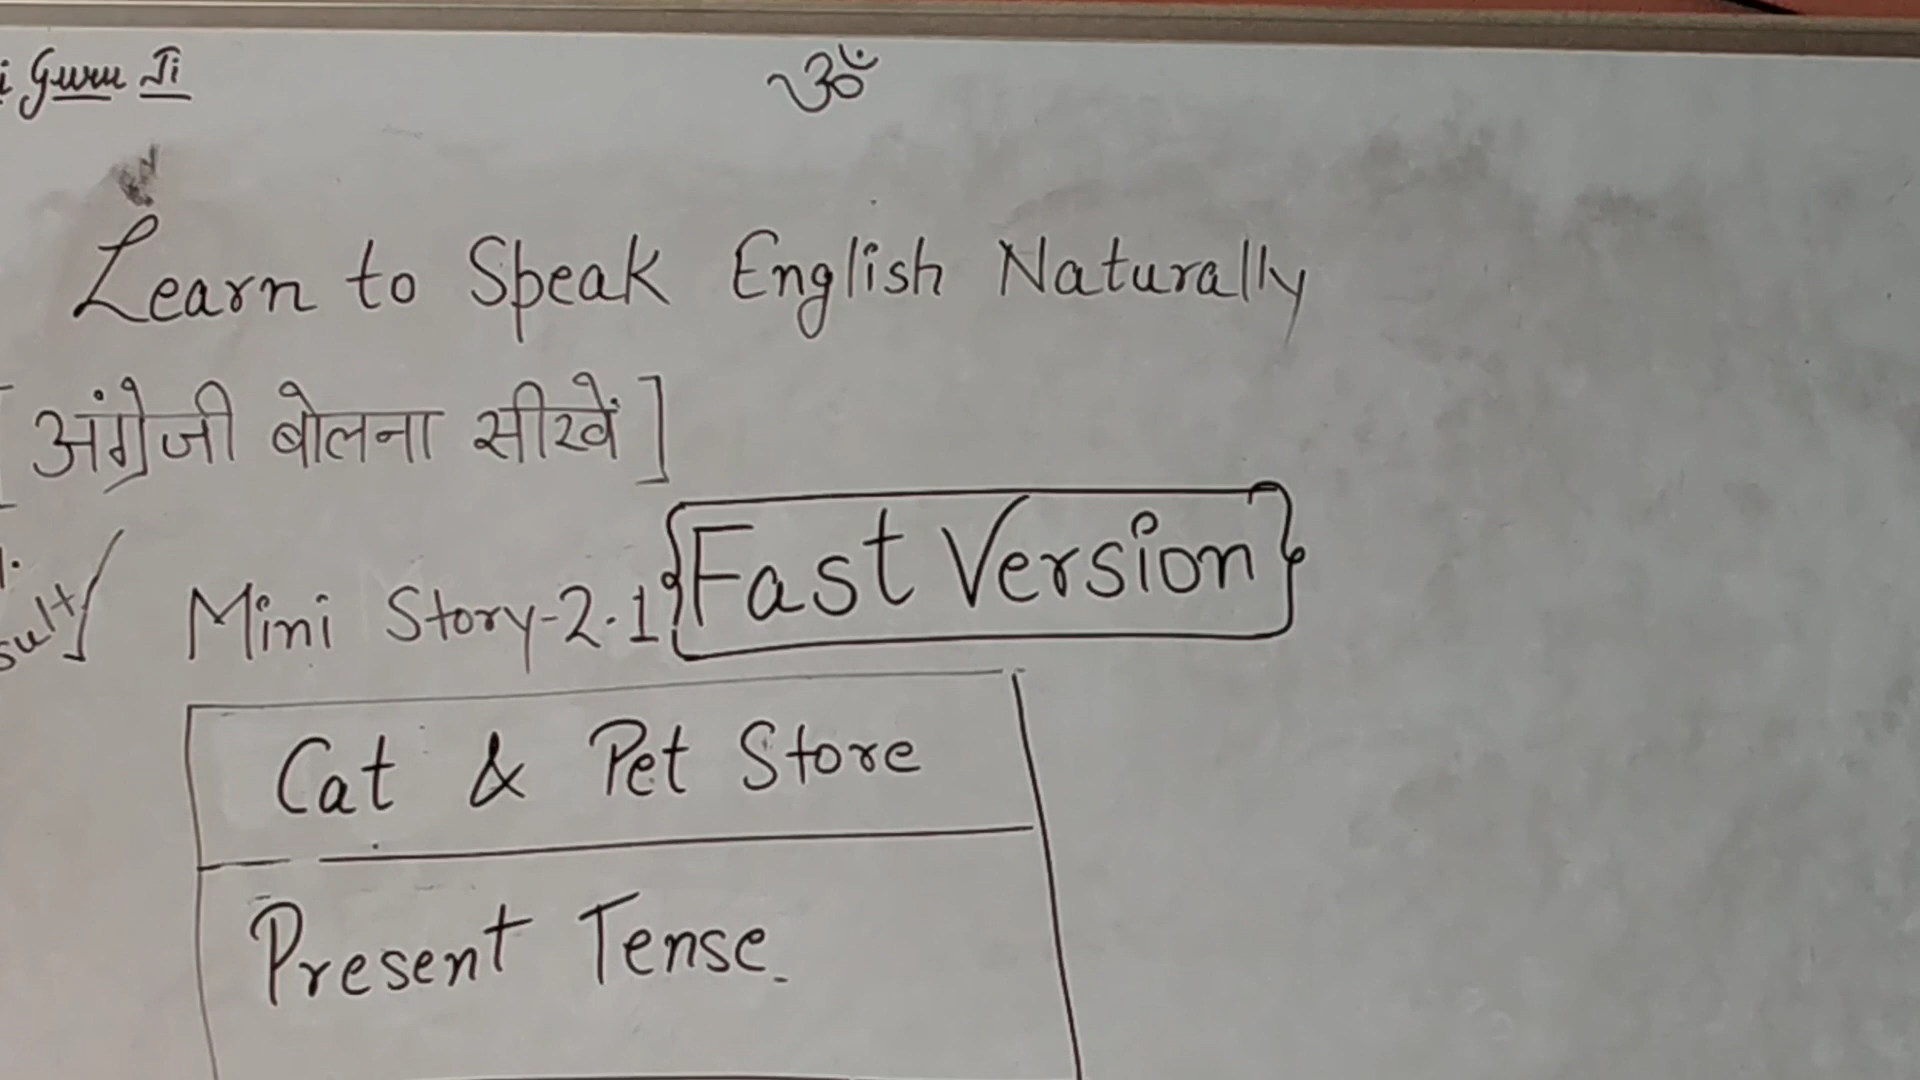 Guru Ji
ॐ
Learn to Speak English Naturally
[अंग्रेजी बोलना सीखें]
Mini Story-2.1 {Fast Version}
Cat & Pet Store
Present Tense.